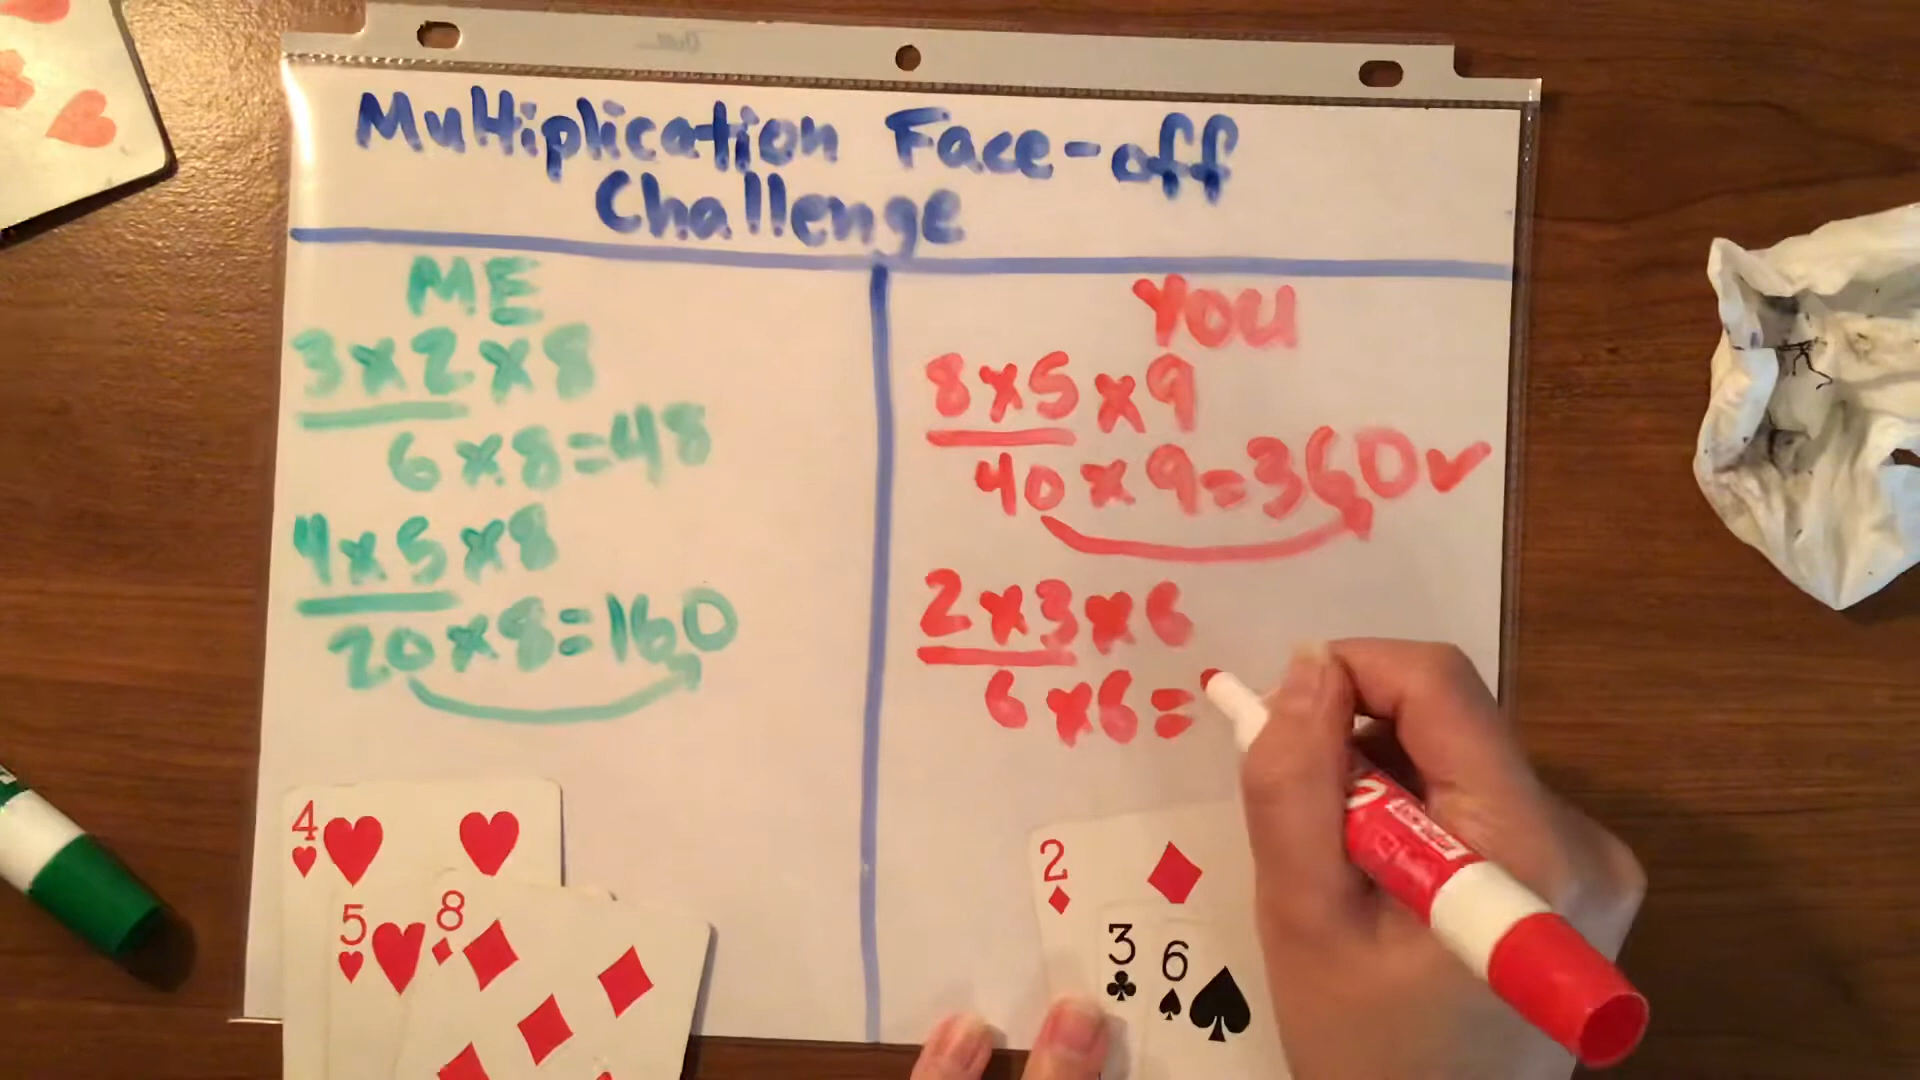 Multiplication Face-off
Challenge
ME
3x2x8
6x8=48
4x5x8
20x8=160
YOU
8x5x9
40x9=360✓
2x3x6
6x6=
4
5
8
2
3
6